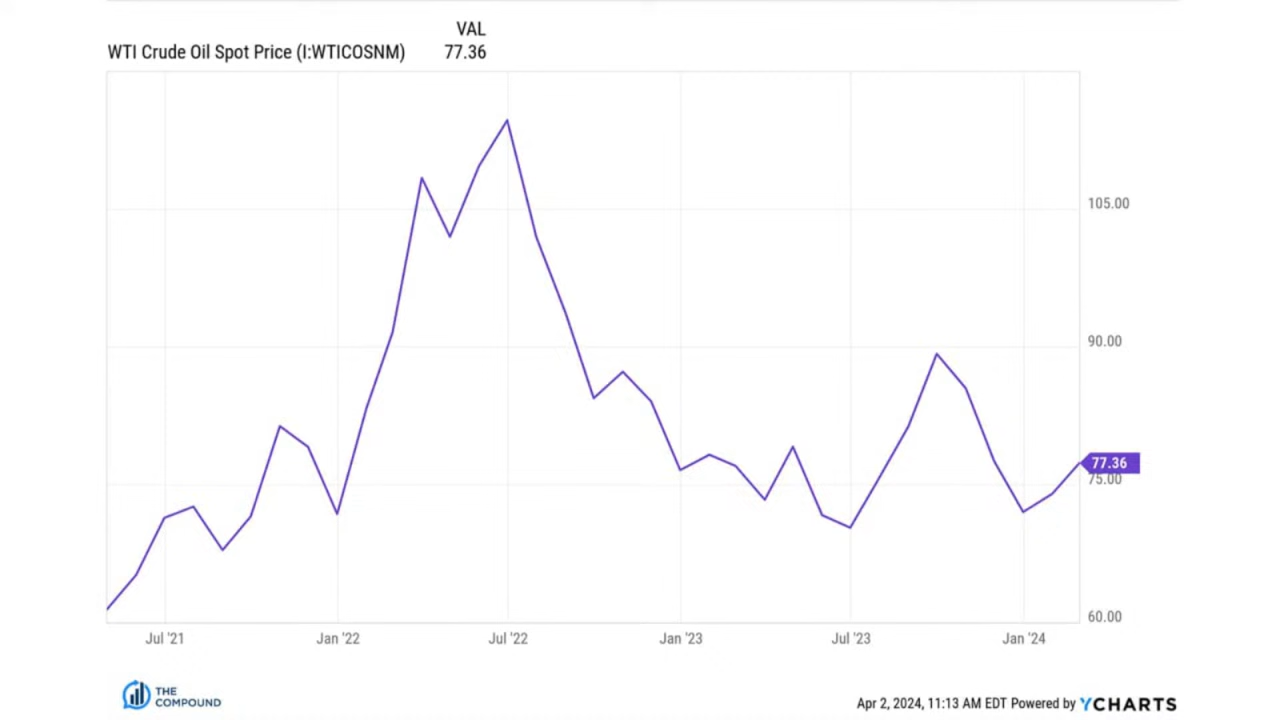 VAL
WTI Crude Oil Spot Price (I:WTICOSNM) 77.36
105.00
90.00
77.36
75.00
60.00
Jul '21 Jan '22 Jul '22 Jan '23 Jul '23 Jan '24
THE
COMPOUND
Apr 2, 2024, 11:13 AM EDT Powered by YCHARTS